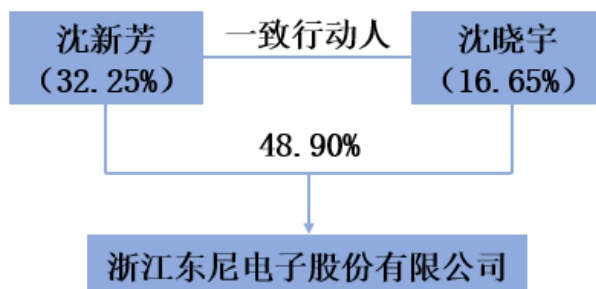 沈新芳
（32.25%）
一致行动人
沈晓宇
（16.65%）
48.90%
浙江东尼电子股份有限公司